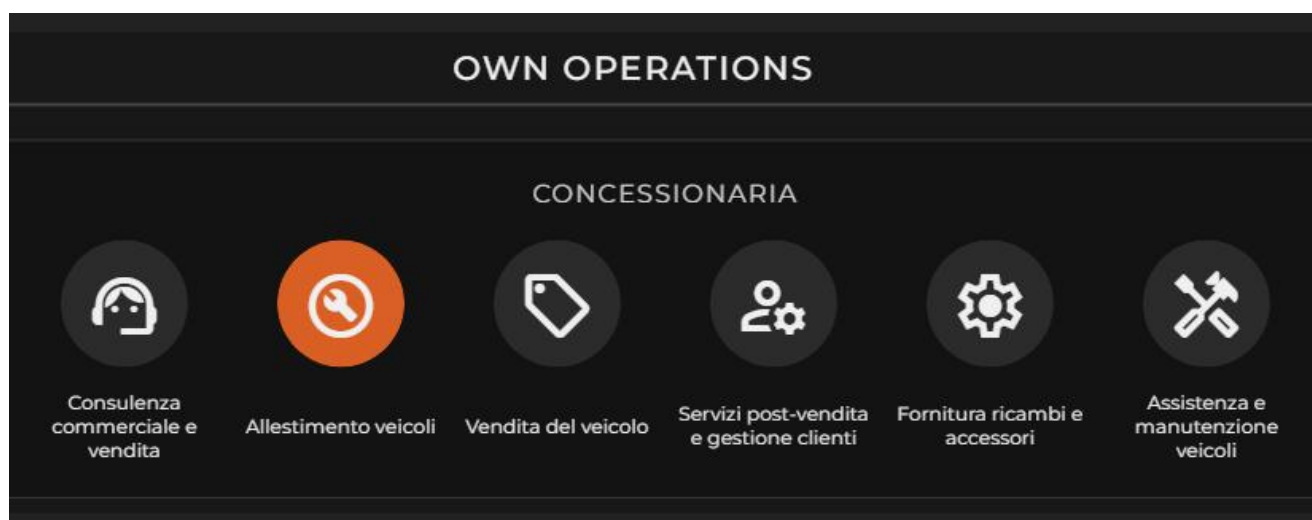 OWN OPERATIONS
CONCESSIONARIA
Consulenza
commerciale e
vendita
Allestimento veicoli
Vendita del veicolo
Servizi post-vendita
e gestione clienti
Fornitura ricambi e
accessori
Assistenza e
manutenzione
veicoli